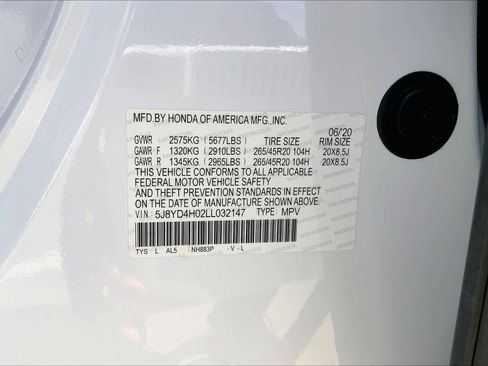 MFD.BY HONDA OF AMERICA MFG.,INC.
06/20
GVWR 2575KG (5677LBS) TIRE SIZE RIM SIZE
GAWR F 1320KG (2910LBS) 265/45R20 104H 20X8.5J
GAWR R 1345KG (2965LBS) 265/45R20 104H 20X8.5J
THIS VEHICLE CONFORMS TO ALL APPLICABLE
FEDERAL MOTOR VEHICLE SAFETY
AND THEFT PREVENTION STANDARDS IN EFFECT
ON THE DATE OF MANUFACTURE SHOWN ABOVE.
V.I.N.: 5J8YD4H02LL032147 TYPE: MPV
TYS L AL5 NH883P -V-L